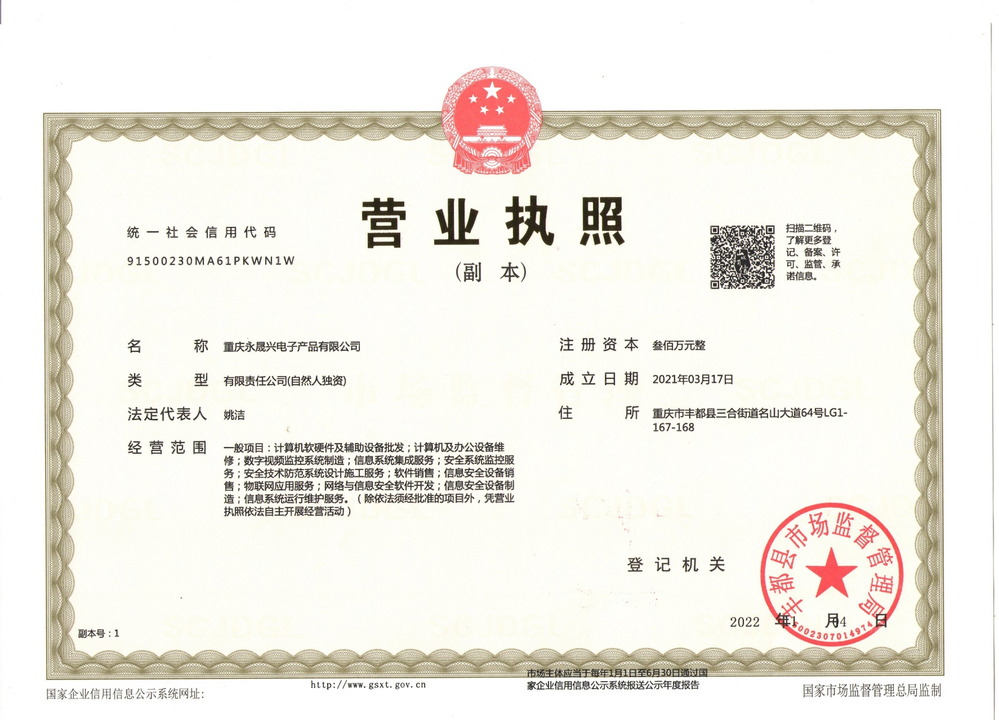 营业执照
(副 本)
统一社会信用代码
91500230MA61PKWN1W
扫描二维码，
了解更多登
记、备案、许
可、监管、承
诺信息。
名 称 重庆永晟兴电子产品有限公司
类 型 有限责任公司(自然人独资)
法定代表人 姚洁
经营范围 一般项目：计算机软硬件及辅助设备批发；计算机及办公设备维
修；数字视频监控系统制造；信息系统集成服务；安全系统监控服
务；安全技术防范系统设计施工服务；软件销售；信息安全设备销
售；物联网应用服务；网络与信息安全软件开发；信息安全设备制
造；信息系统运行维护服务。（除依法须经批准的项目外，凭营业
执照依法自主开展经营活动）
注册资本 叁佰万元整
成立日期 2021年03月17日
住 所 重庆市丰都县三合街道名山大道64号LG1-
167-168
登记机关
丰都县市场监督管理局
5002307014974
2022 年 月04 日
副本号：1
国家企业信用信息公示系统网址:
http://www.gsxt.gov.cn
市场主体应当于每年1月1日至6月30日通过国
家企业信用信息公示系统报送公示年度报告
国家市场监督管理总局监制
SCJDGL
市场监督管理